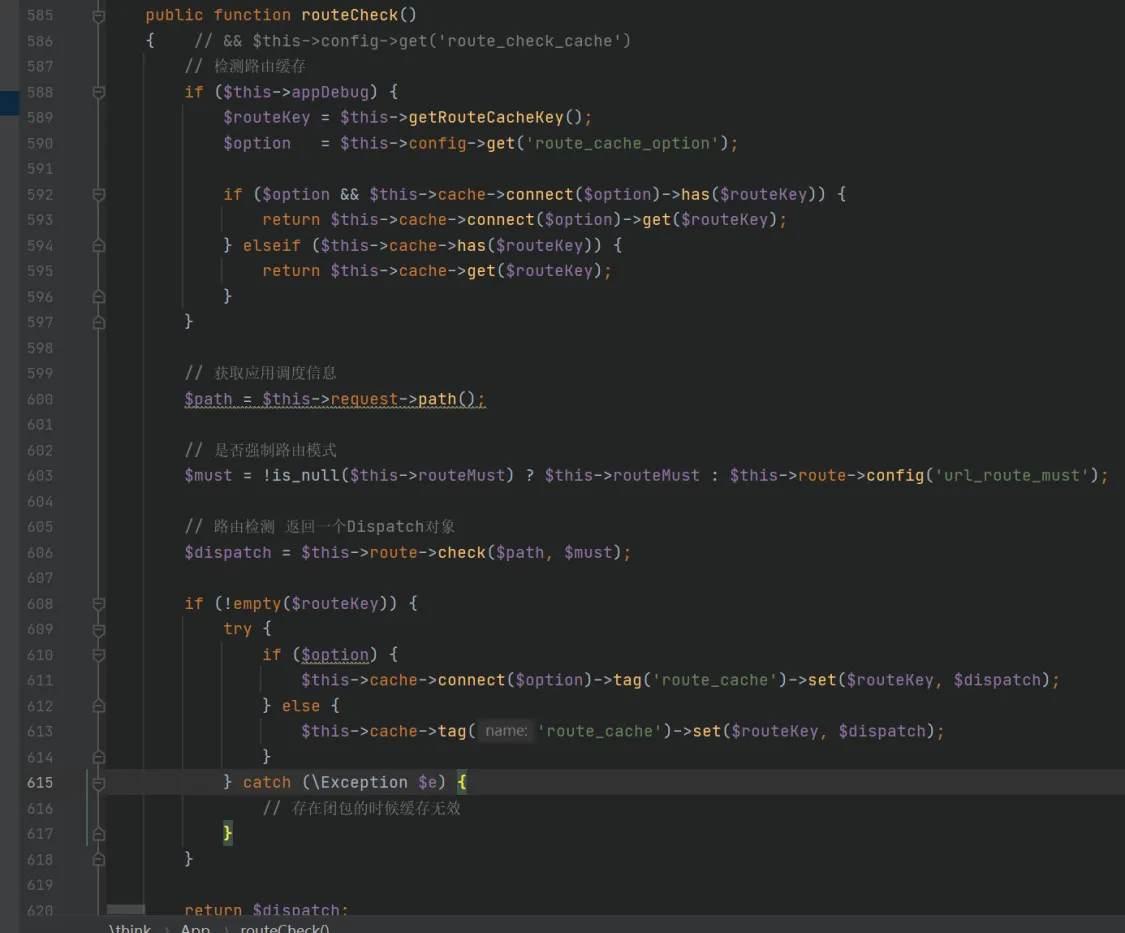 585 public function routeCheck()
586 { // && $this->config->get('route_check_cache')
587 // 检测路由缓存
588 if ($this->appDebug) {
589 $routeKey = $this->getRouteCacheKey();
590 $option = $this->config->get('route_cache_option');
591
592 if ($option && $this->cache->connect($option)->has($routeKey)) {
593 return $this->cache->connect($option)->get($routeKey);
594 } elseif ($this->cache->has($routeKey)) {
595 return $this->cache->get($routeKey);
596 }
597 }
598
599 // 获取应用调度信息
600 $path = $this->request->path();
601
602 // 是否强制路由模式
603 $must = !is_null($this->routeMust) ? $this->routeMust : $this->route->config('url_route_must');
604
605 // 路由检测 返回一个Dispatch对象
606 $dispatch = $this->route->check($path, $must);
607
608 if (!empty($routeKey)) {
609 try {
610 if ($option) {
611 $this->cache->connect($option)->tag('route_cache')->set($routeKey, $dispatch);
612 } else {
613 $this->cache->tag( name: 'route_cache')->set($routeKey, $dispatch);
614 }
615 } catch (\Exception $e) {
616 // 存在闭包的时候缓存无效
617 }
618 }
619
620 return $dispatch;
\think › App › routeCheck()